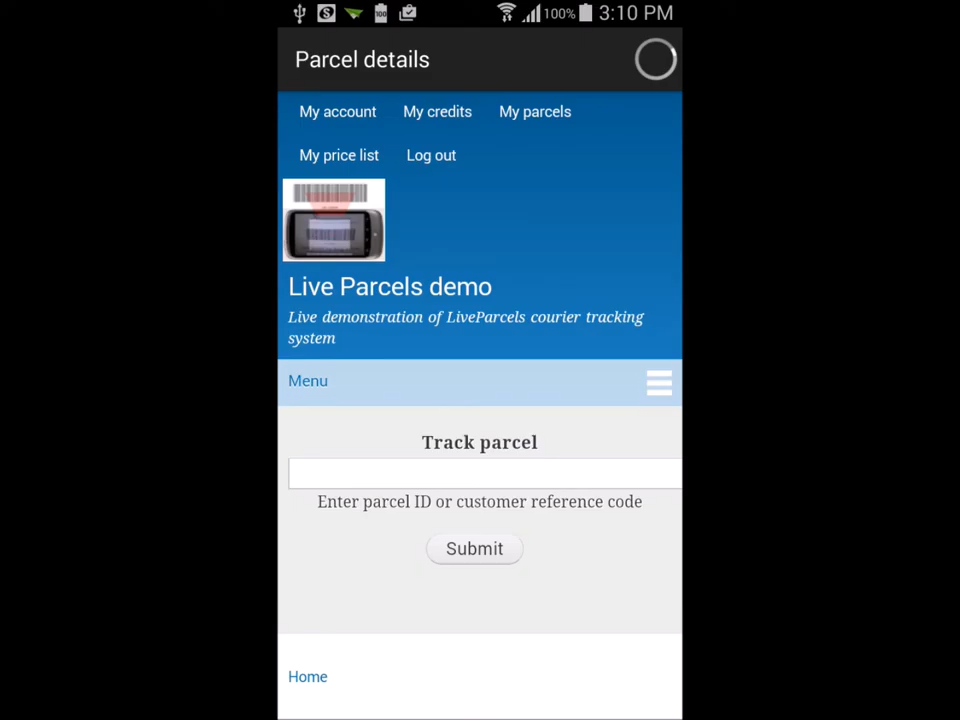 100% 3:10 PM
Parcel details
My account My credits My parcels
My price list Log out
Live Parcels demo
Live demonstration of LiveParcels courier tracking
system
Menu
Track parcel
Enter parcel ID or customer reference code
Submit
Home